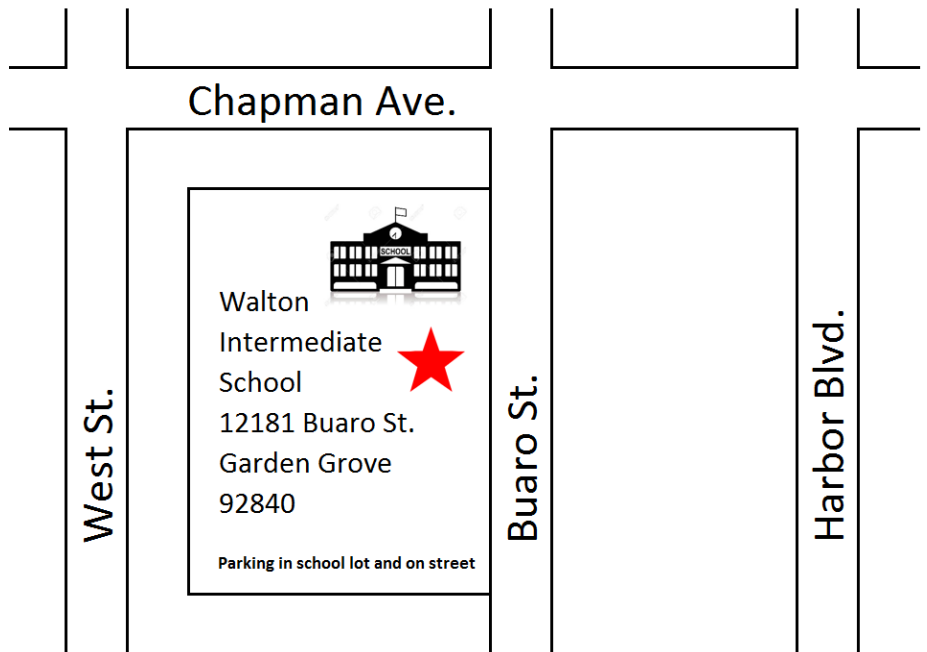 Chapman Ave.
SCHOOL
Walton
Intermediate
School
12181 Buaro St.
Garden Grove
92840
Parking in school lot and on street
West St.
Buaro St.
Harbor Blvd.